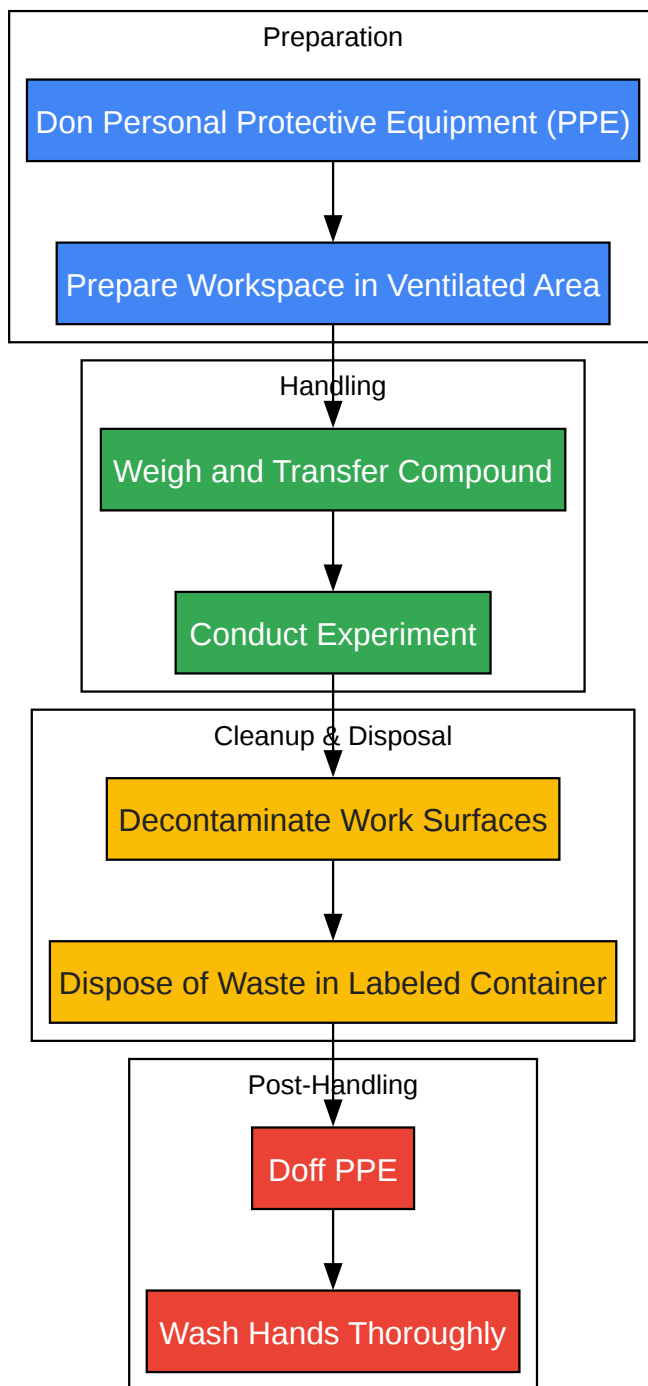 Preparation
Don Personal Protective Equipment (PPE)
Prepare Workspace in Ventilated Area
Handling
Weigh and Transfer Compound
Conduct Experiment
Cleanup & Disposal
Decontaminate Work Surfaces
Dispose of Waste in Labeled Container
Post-Handling
Doff PPE
Wash Hands Thoroughly